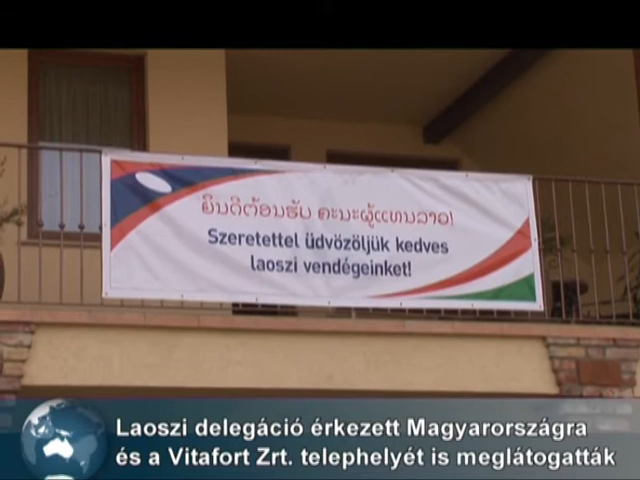 ຍິນດີຕ້ອນຮັບ ຄະນະຜູ້ແທນລາວ!
Szeretettel üdvözöljük kedves
laoszi vendégeinket!
Laoszi delegáció érkezett Magyarországra
és a Vitafort Zrt. telephelyét is meglátogatták